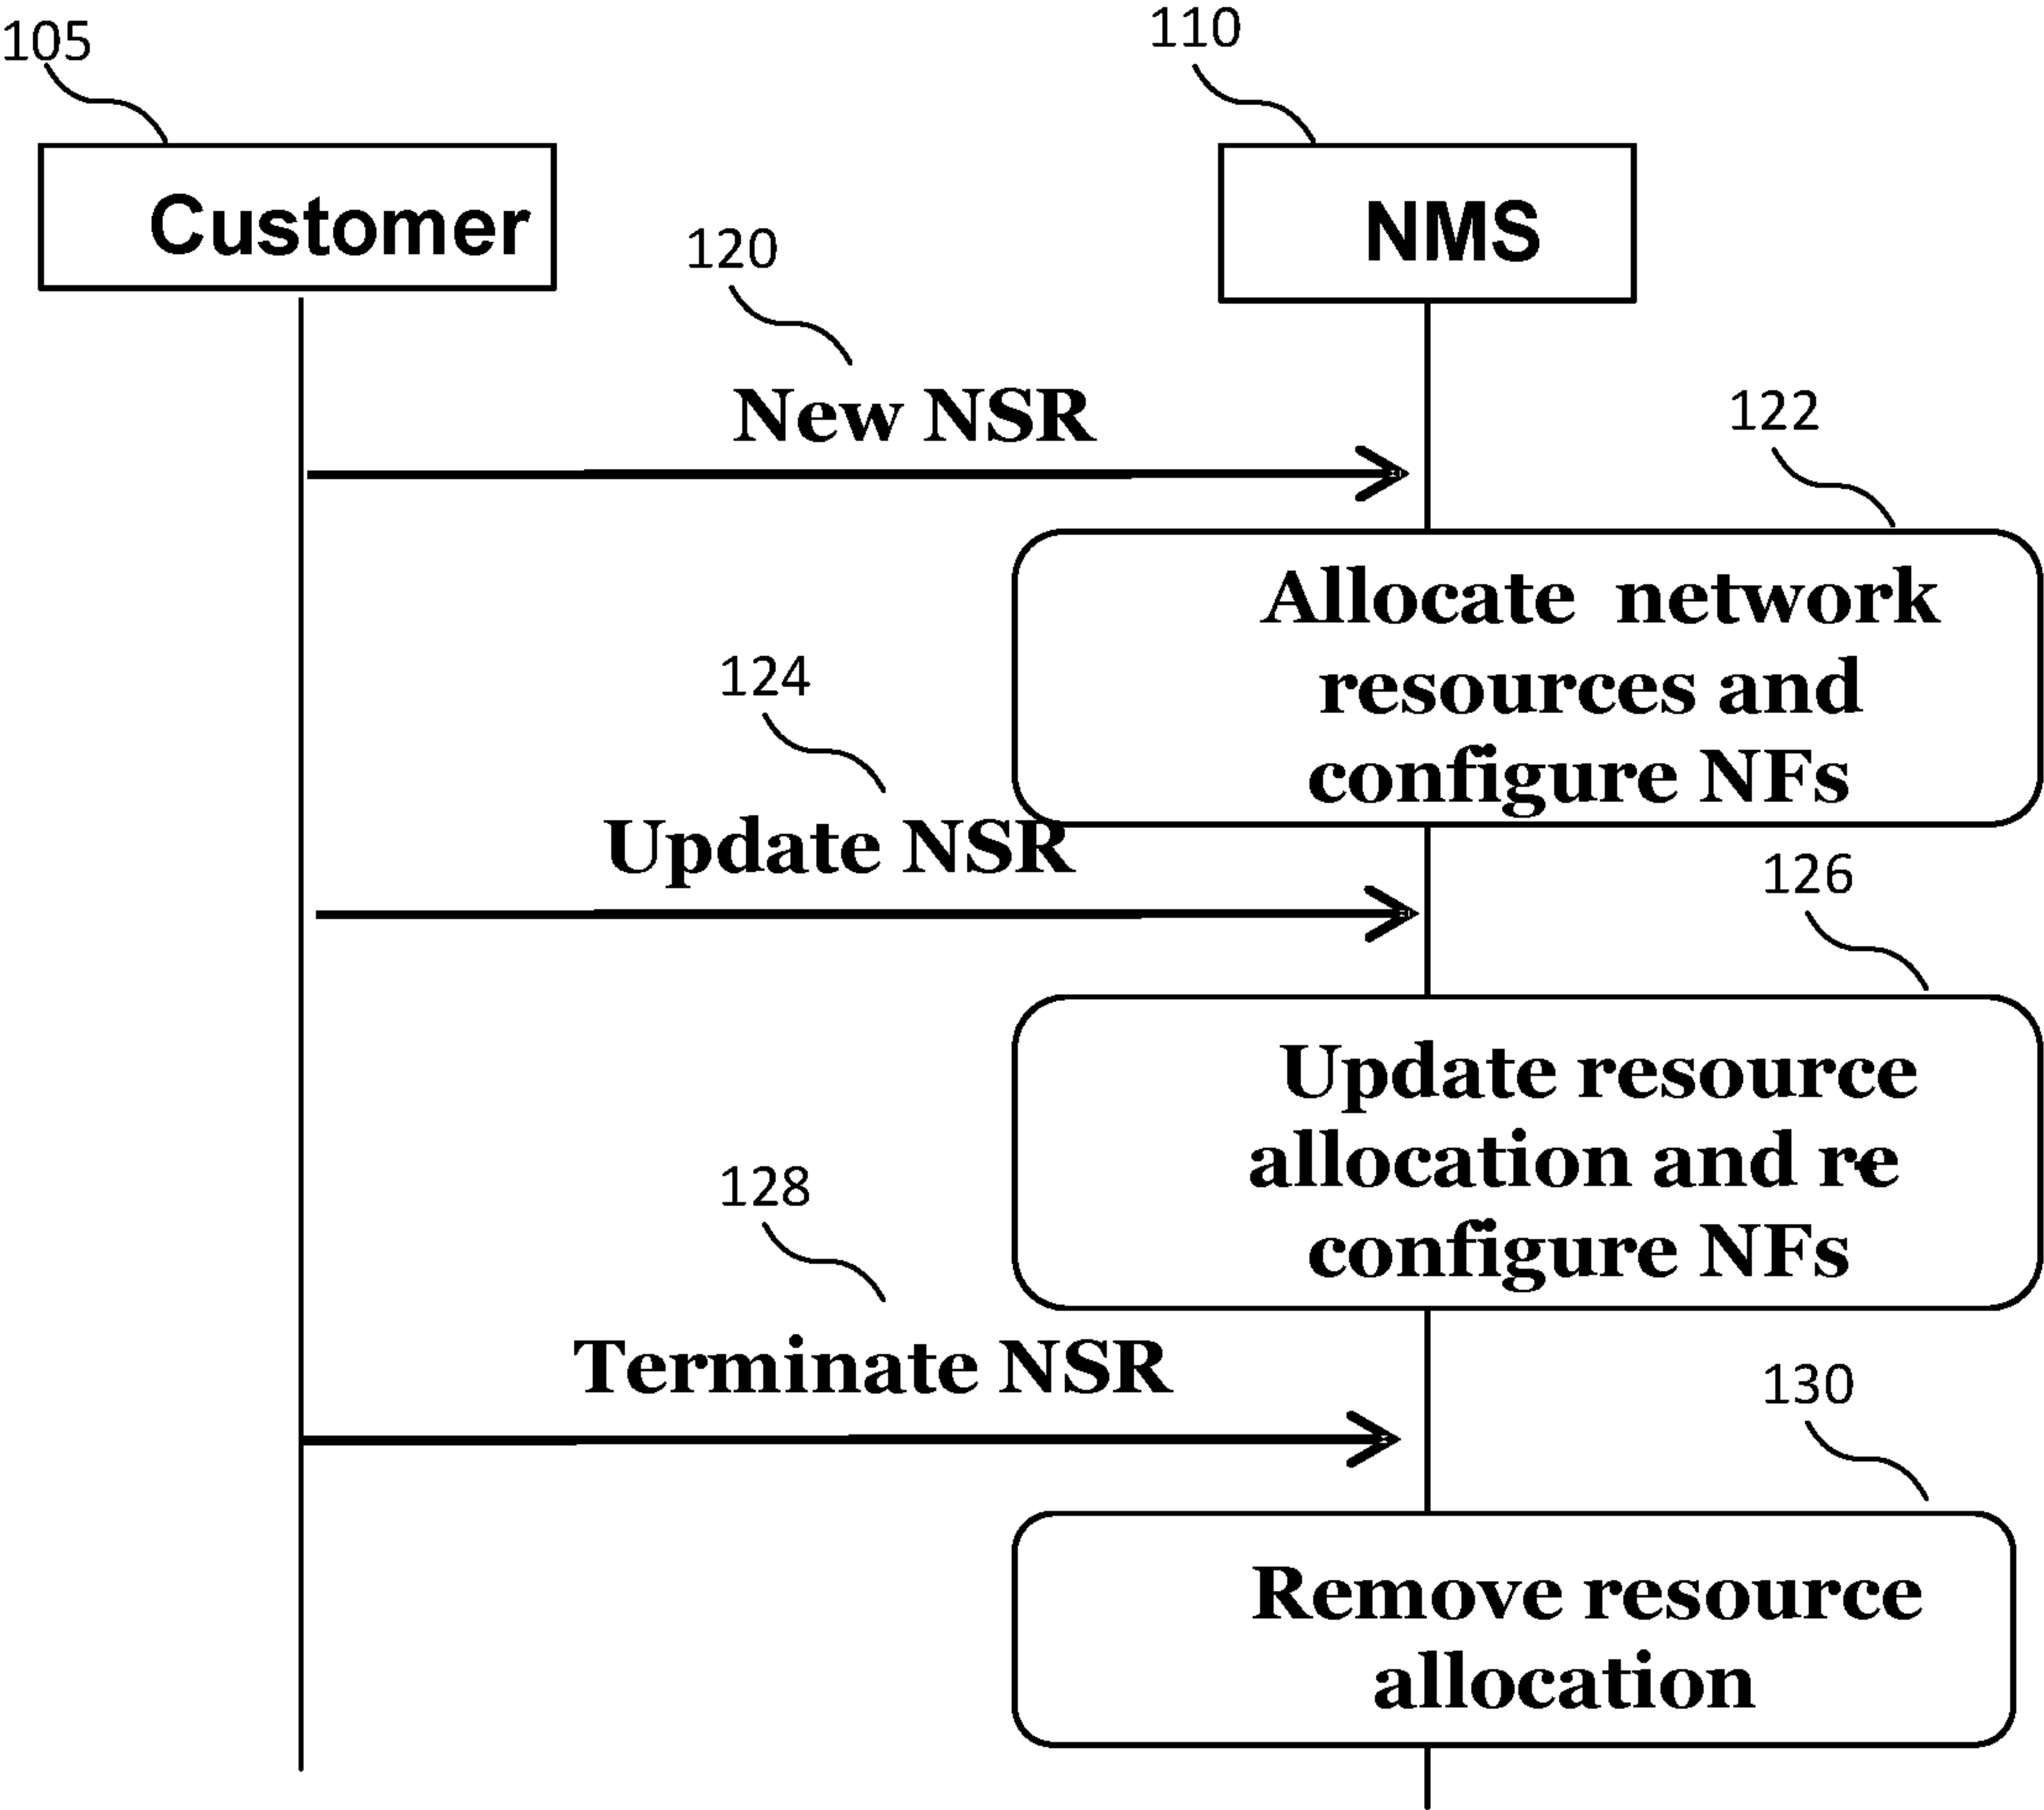 105
110
Customer
NMS
120
New NSR
122
Allocate network
resources and
configure NFs
124
Update NSR
126
Update resource
allocation and re-
configure NFs
128
Terminate NSR
130
Remove resource
allocation